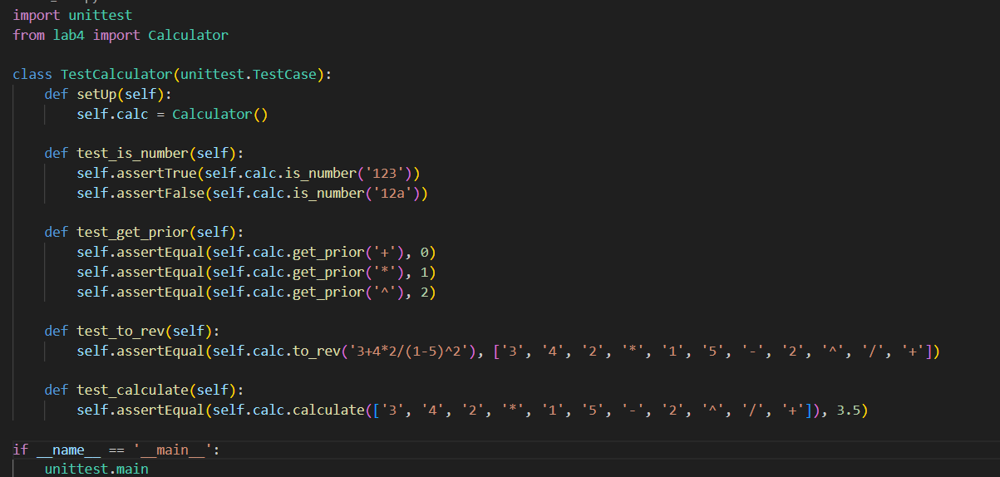 import unittest
from lab4 import Calculator

class TestCalculator(unittest.TestCase):
    def setUp(self):
        self.calc = Calculator()

    def test_is_number(self):
        self.assertTrue(self.calc.is_number('123'))
        self.assertFalse(self.calc.is_number('12a'))

    def test_get_prior(self):
        self.assertEqual(self.calc.get_prior('+'), 0)
        self.assertEqual(self.calc.get_prior('*'), 1)
        self.assertEqual(self.calc.get_prior('^'), 2)

    def test_to_rev(self):
        self.assertEqual(self.calc.to_rev('3+4*2/(1-5)^2'), ['3', '4', '2', '*', '1', '5', '-', '2', '^', '/', '+'])

    def test_calculate(self):
        self.assertEqual(self.calc.calculate(['3', '4', '2', '*', '1', '5', '-', '2', '^', '/', '+']), 3.5)

if __name__ == '__main__':
    unittest.main